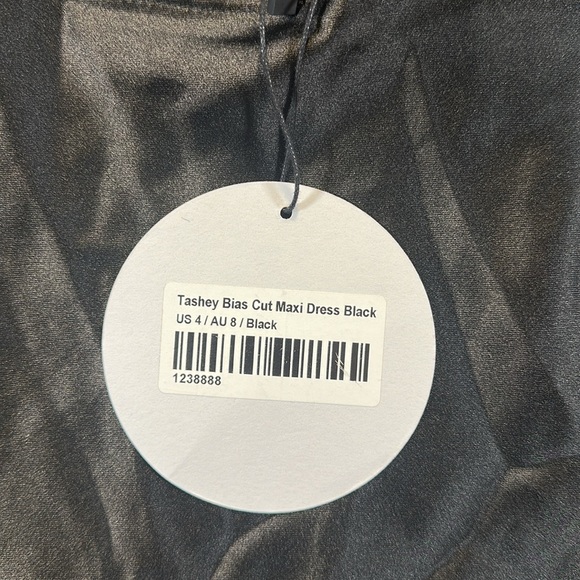 Tashey Bias Cut Maxi Dress Black
US 4 / AU 8 / Black
1238888